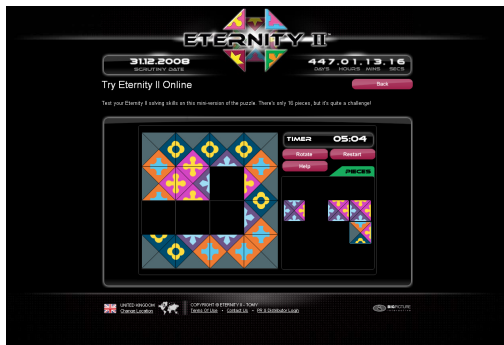 ETERNITY II
31.12.2008
SCRUTINY DATE
447.01.13.16
DAYS HOURS MINS SECS
Try Eternity II Online
Back
Test your Eternity II solving skills on this mini-version of the puzzle. There's only 16 pieces, but it's quite a challenge!
TIMER 05:04
Rotate
Restart
Help
PIECES
UNITED KINGDOM
Change Location
COPYRIGHT © ETERNITY II - TOMY
Terms Of Use • Contact Us • PR & Distributor Login
BIGPICTURE